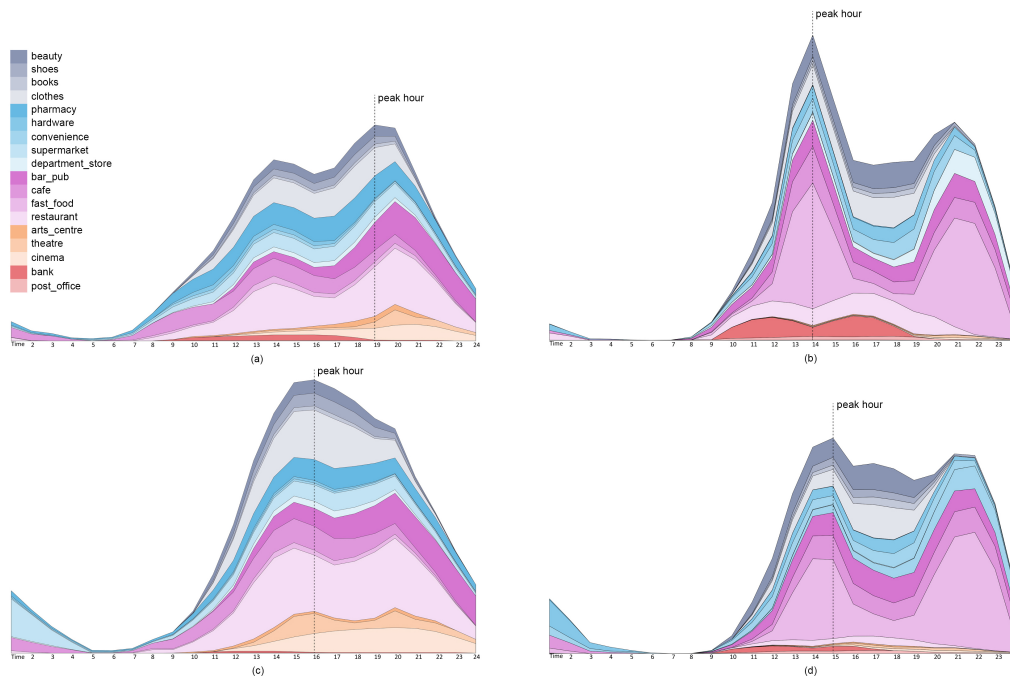 peak hour
beauty
shoes
books
clothes
pharmacy
hardware
convenience
supermarket
department_store
bar_pub
cafe
fast_food
restaurant
arts_centre
theatre
cinema
bank
post_office
peak hour
Time 2 3 4 5 6 7 8 9 10 11 12 13 14 15 16 17 18 19 20 21 22 23 24
(a)
Time 2 3 4 5 6 7 8 9 10 11 12 13 14 15 16 17 18 19 20 21 22 23
(b)
peak hour
peak hour
Time 2 3 4 5 6 7 8 9 10 11 12 13 14 15 16 17 18 19 20 21 22 23 24
(c)
Time 2 3 4 5 6 7 8 9 10 11 12 13 14 15 16 17 18 19 20 21 22 23
(d)